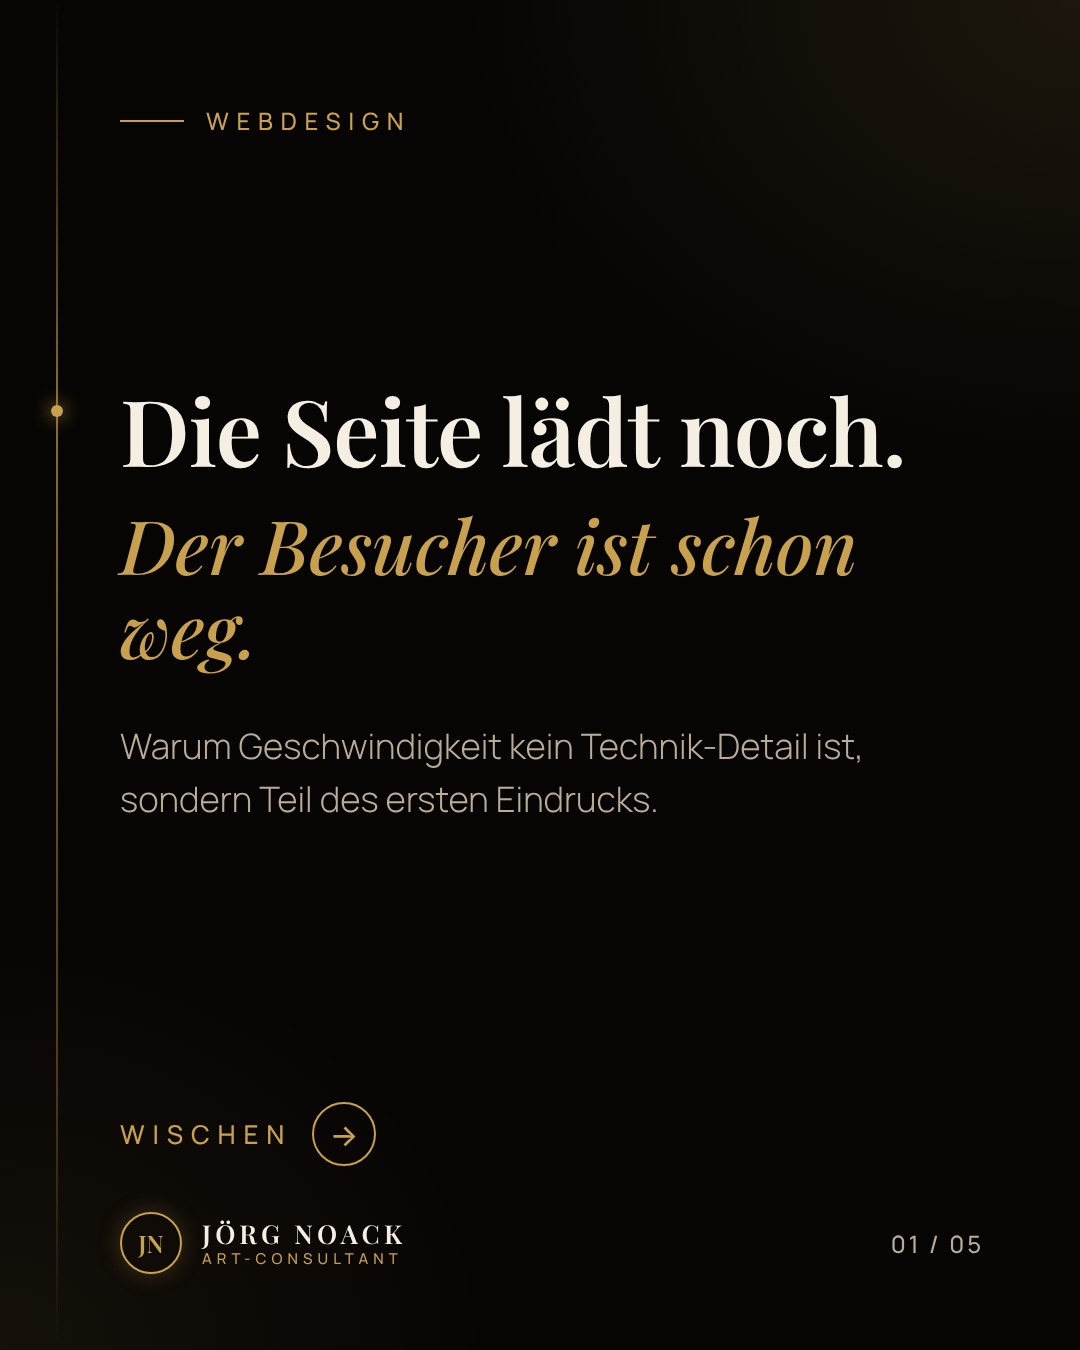 WEBDESIGN
Die Seite lädt noch.
Der Besucher ist schon
weg.
Warum Geschwindigkeit kein Technik-Detail ist,
sondern Teil des ersten Eindrucks.
WISCHEN →
JN
JÖRG NOACK
ART-CONSULTANT
01 / 05